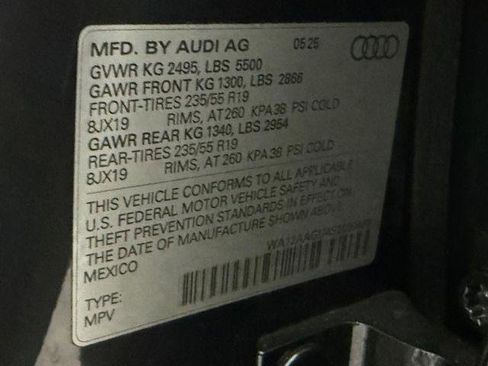 MFD. BY AUDI AG 05 25
GVWR KG 2495, LBS 5500
GAWR FRONT KG 1300, LBS 2866
FRONT-TIRES 235/55 R19
8JX19 RIMS, AT 260 KPA 38 PSI COLD
GAWR REAR KG 1340, LBS 2954
REAR-TIRES 235/55 R19
8JX19 RIMS, AT 260 KPA 38 PSI COLD
THIS VEHICLE CONFORMS TO ALL APPLICABLE
U.S. FEDERAL MOTOR VEHICLE SAFETY AND
THEFT PREVENTION STANDARDS IN EFFECT ON
THE DATE OF MANUFACTURE SHOWN ABOVE.
MEXICO
TYPE:
MPV